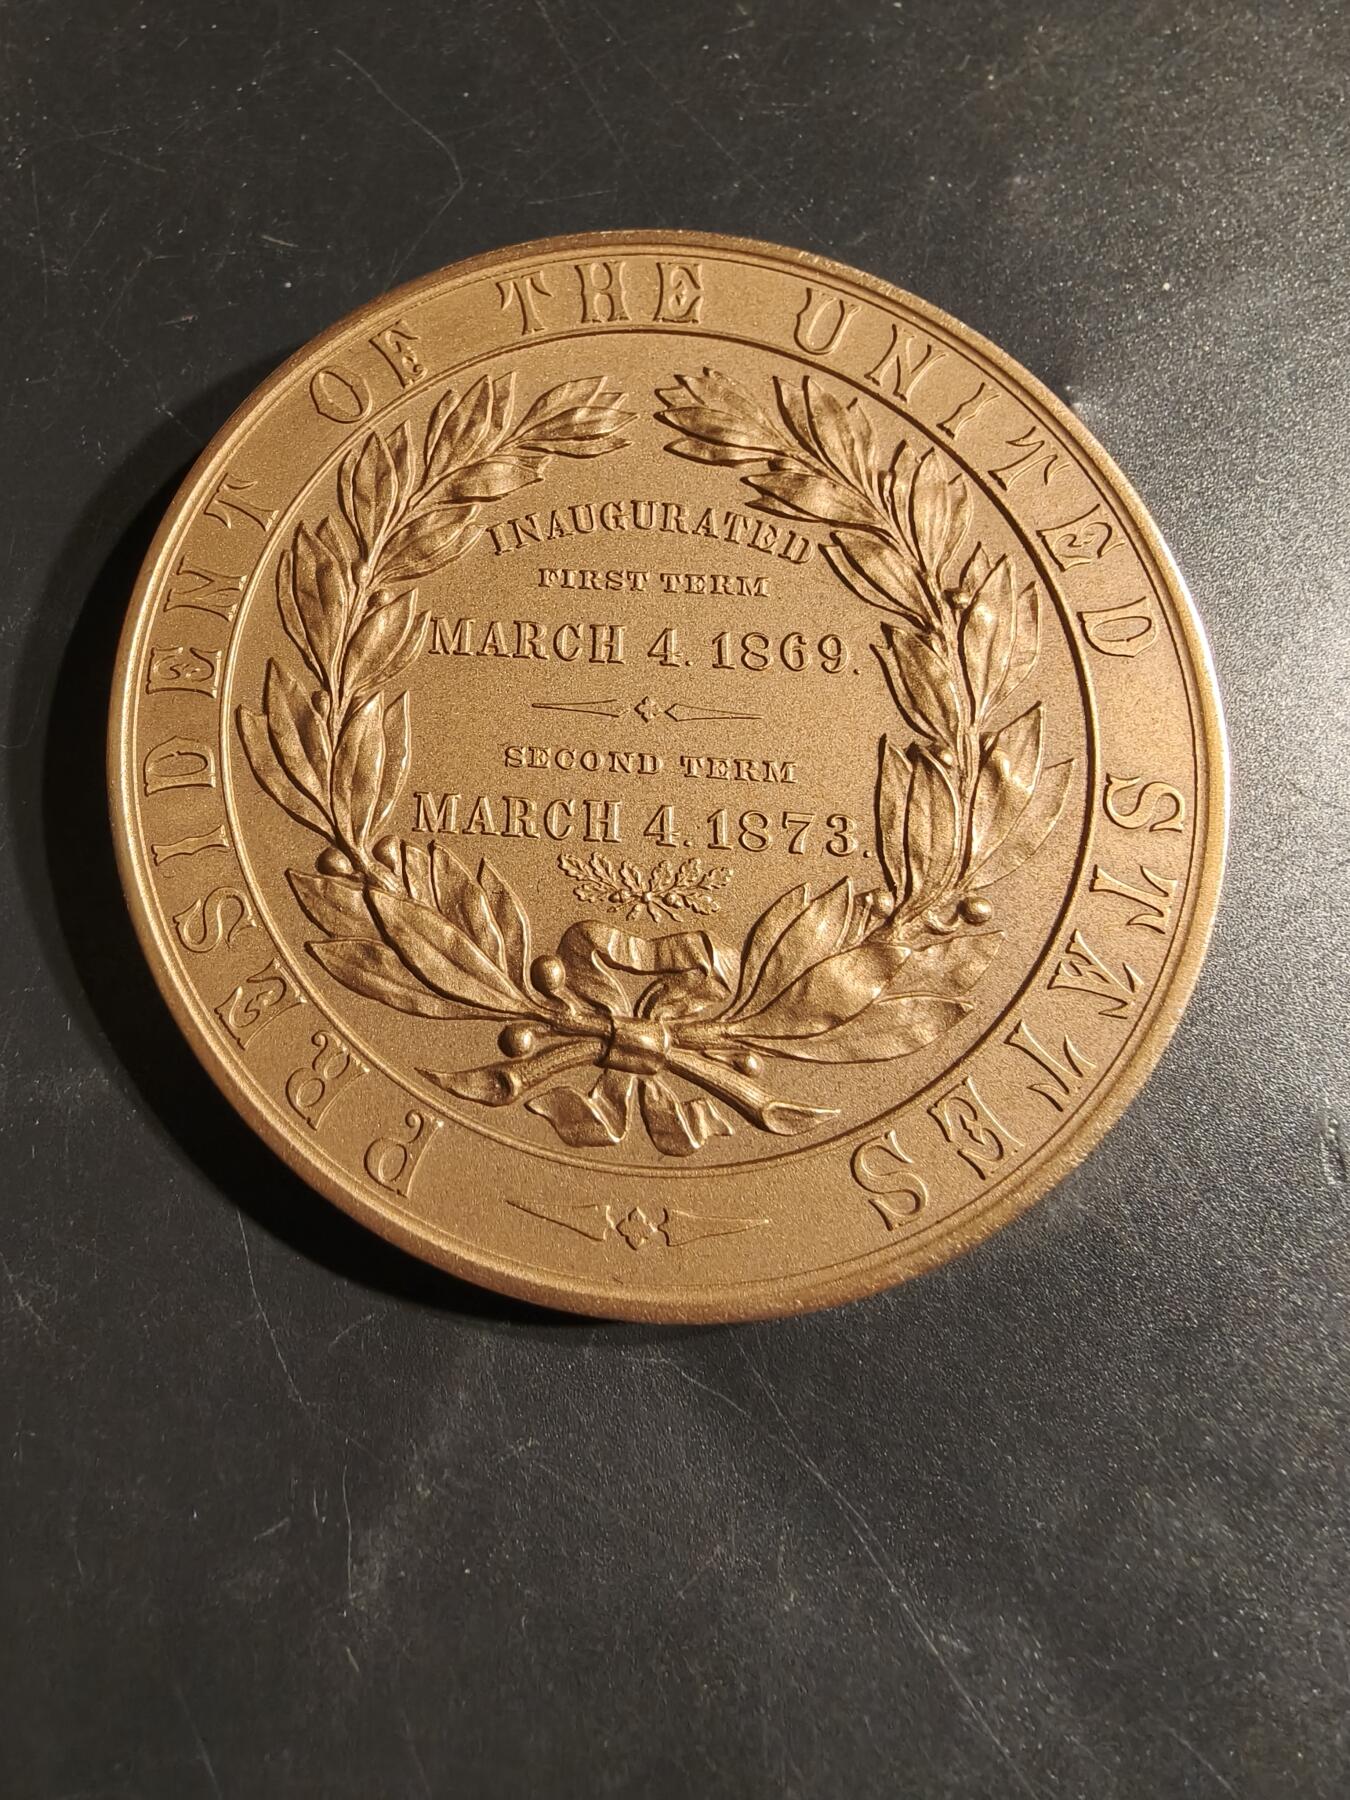 PRESIDENT OF THE UNITED STATES
INAUGURATED
FIRST TERM
MARCH 4. 1869.
SECOND TERM
MARCH 4. 1873.